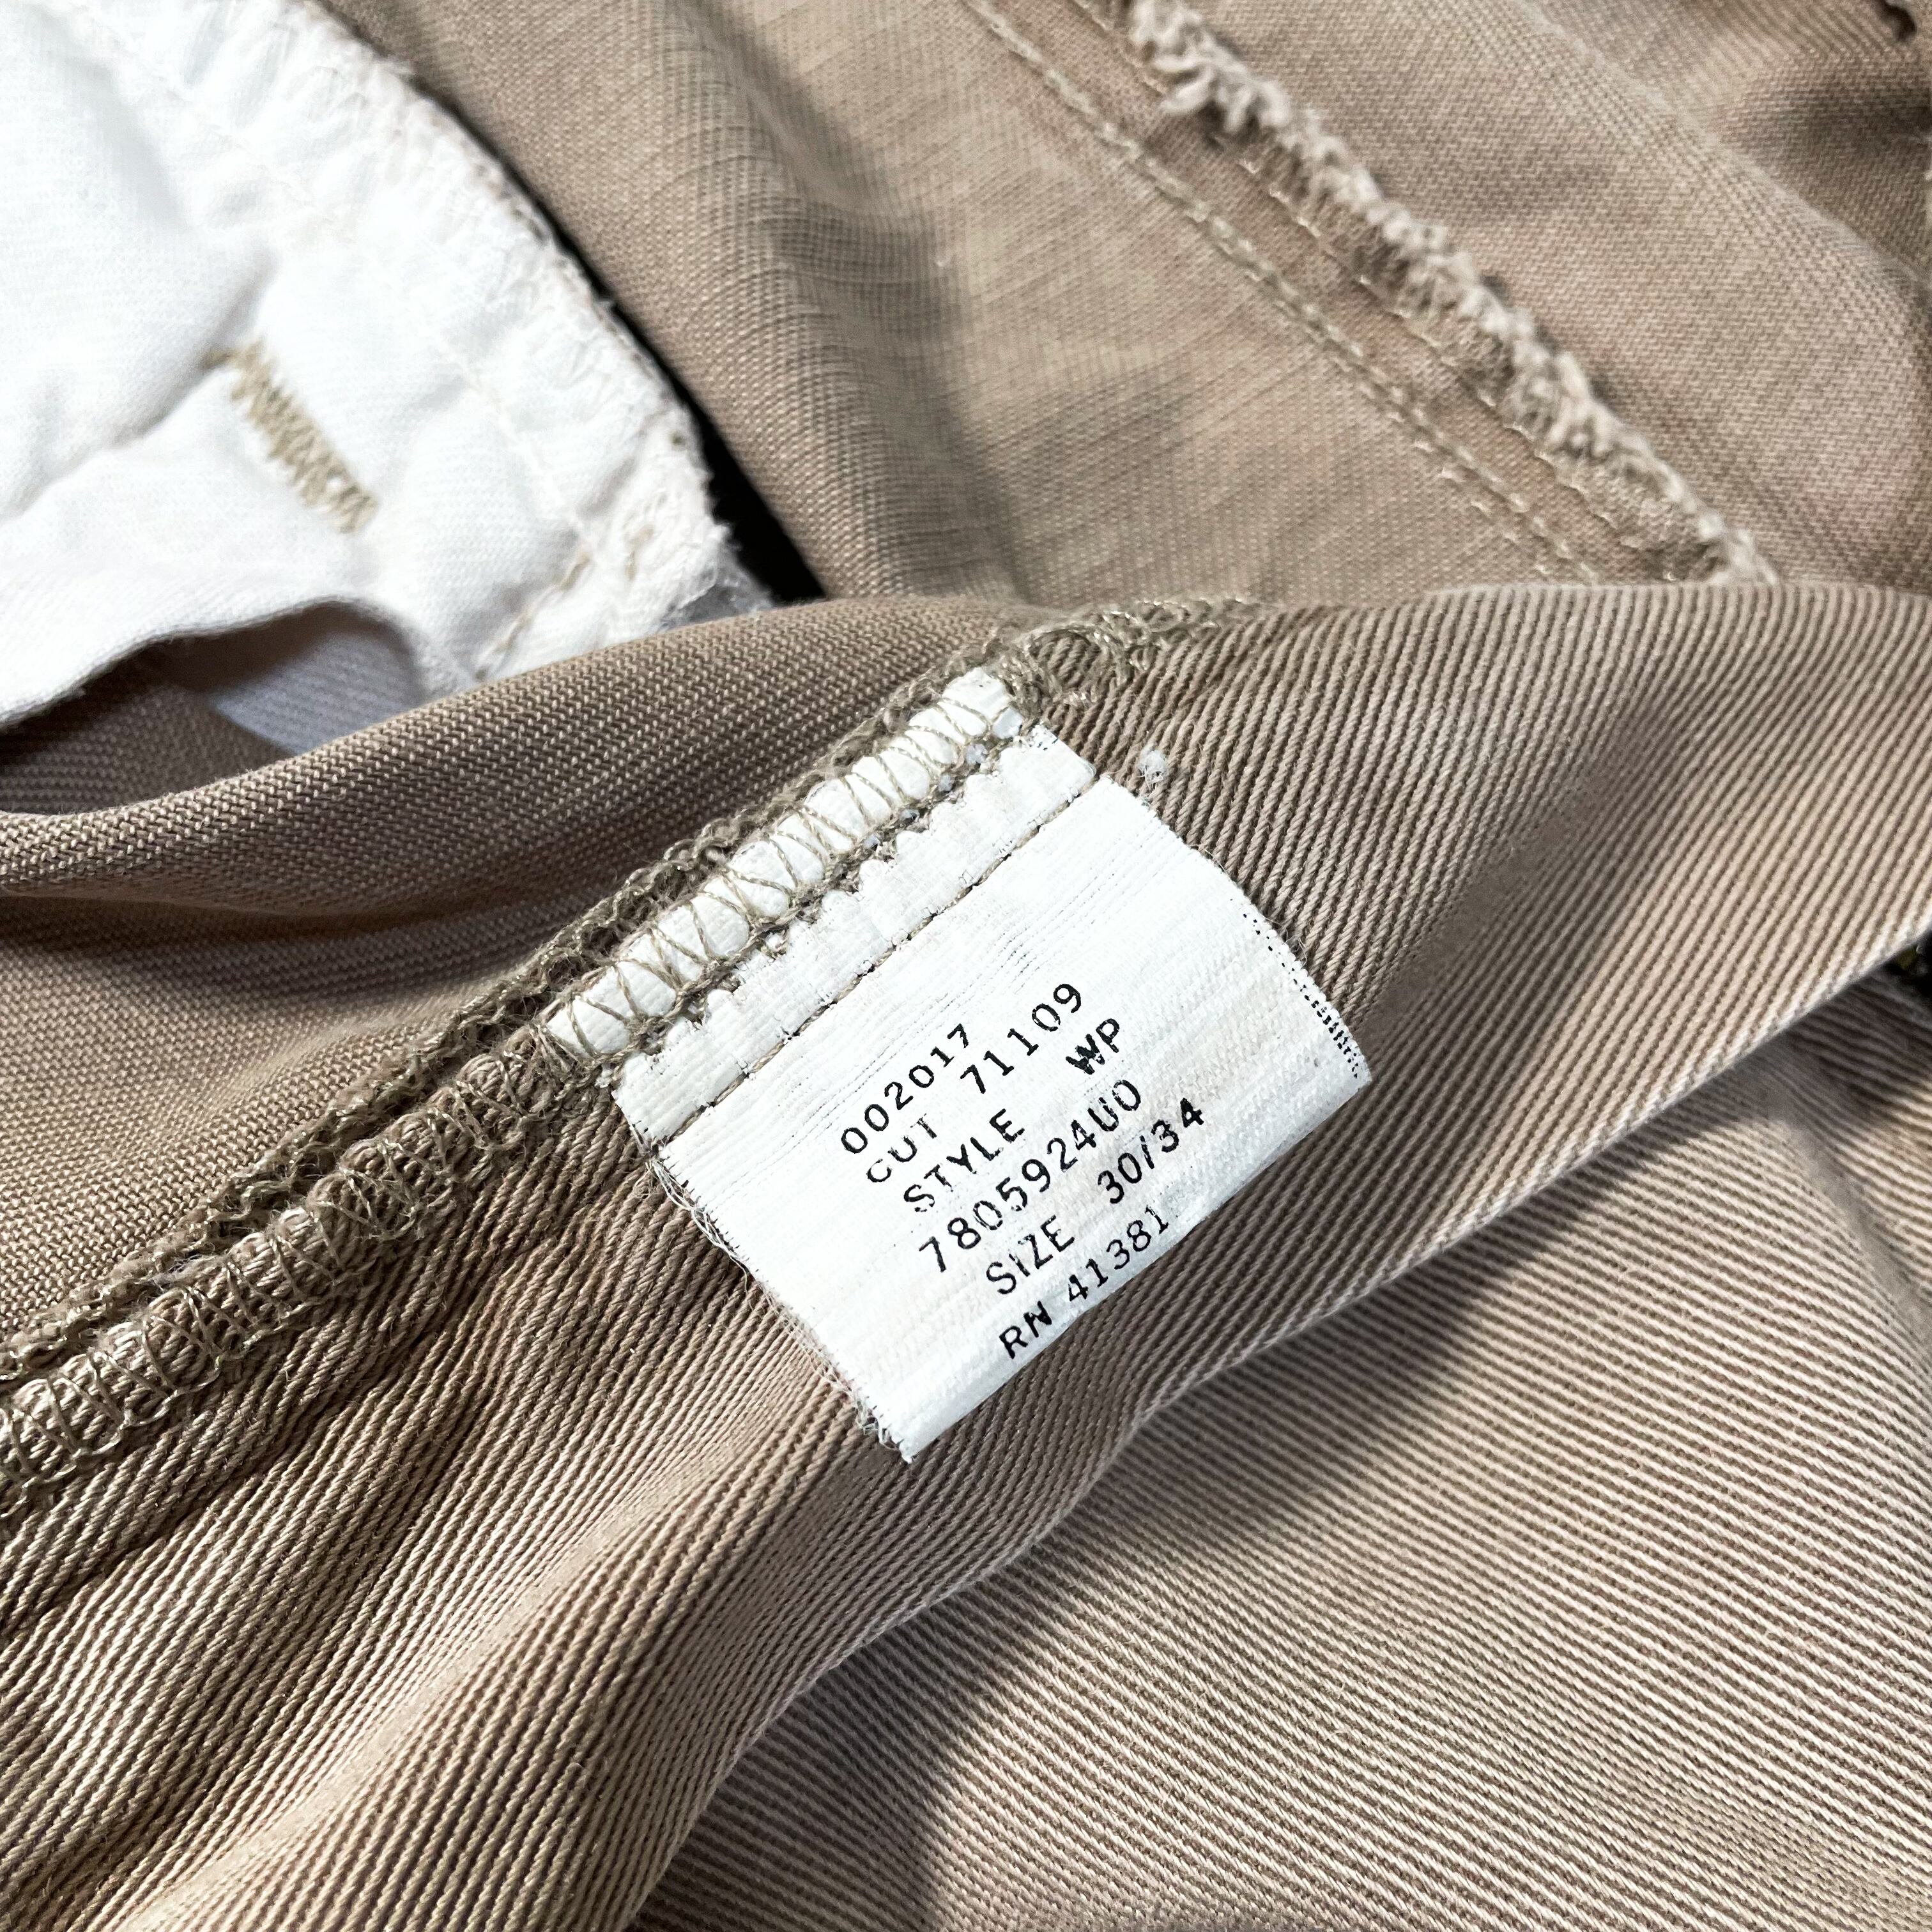 002017
CUT 71109
STYLE WP
7805924U0
SIZE 30/34
RN 41381